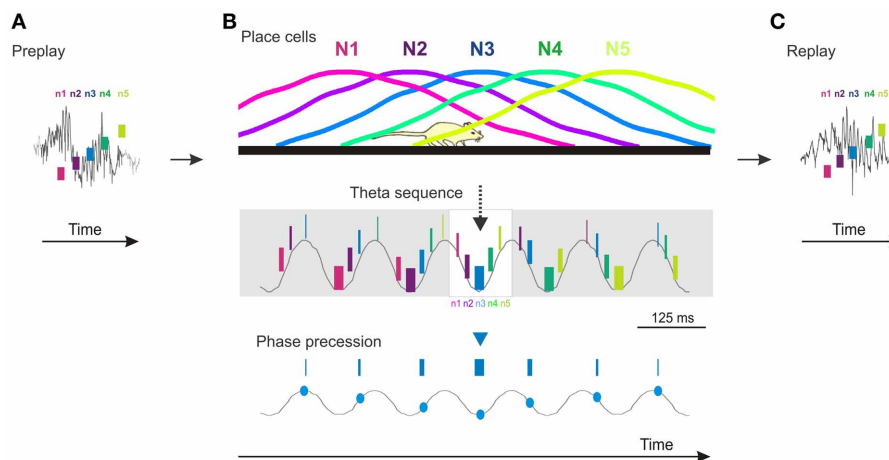 A
Preplay
n1 n2 n3 n4 n5
Time
B
Place cells
N1 N2 N3 N4 N5
Theta sequence
n1 n2 n3 n4 n5
125 ms
Phase precession
Time
C
Replay
n1 n2 n3 n4 n5
Time